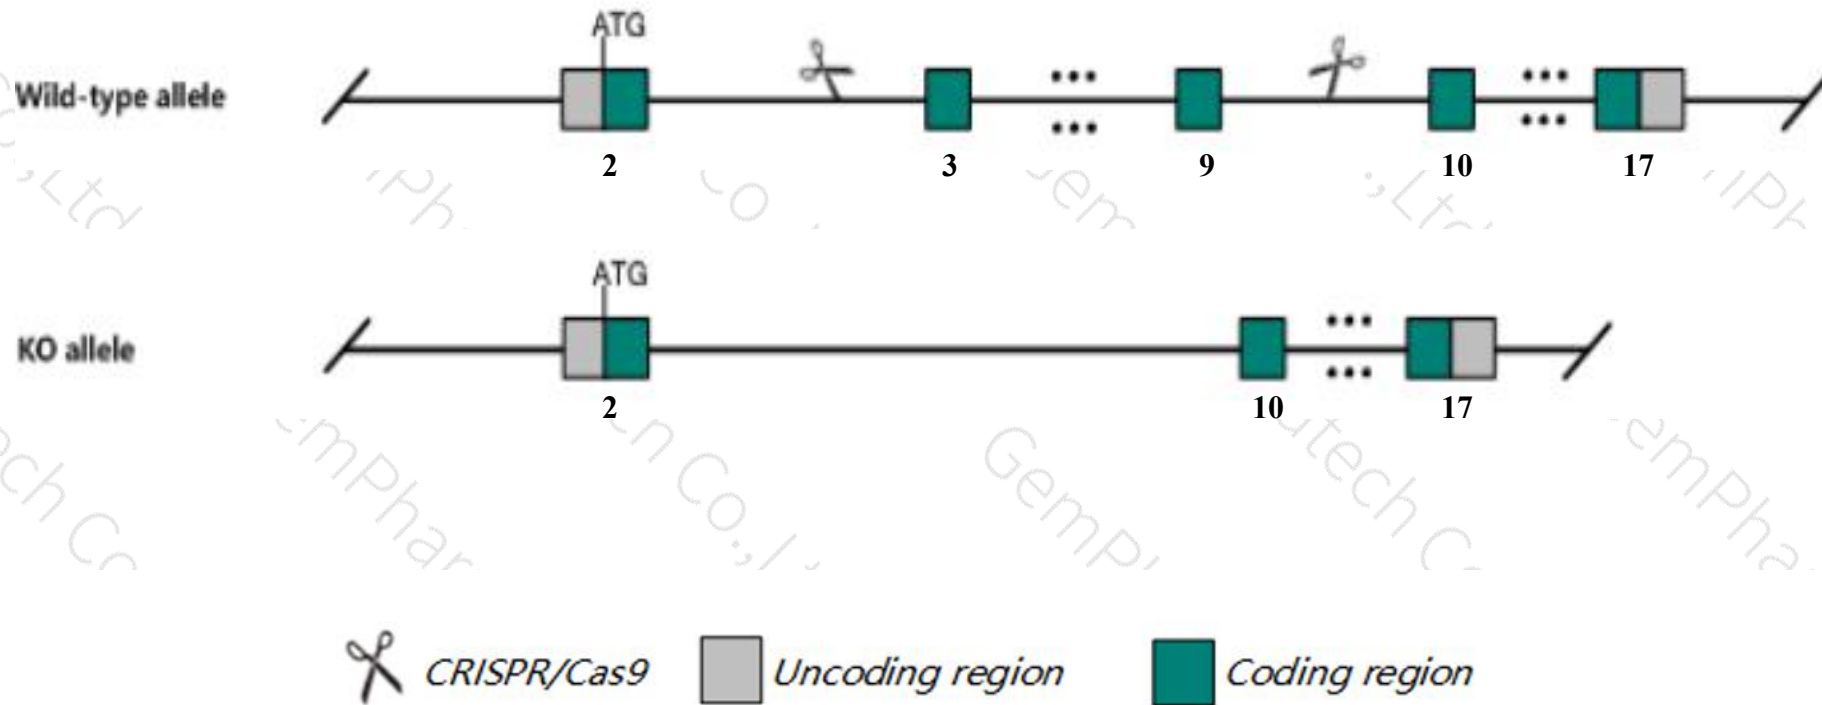 ATG
Wild-type allele
2 3 9 10 17
ATG
KO allele
2 10 17
GemPh
CRISPR/Cas9 Uncoding region Coding region